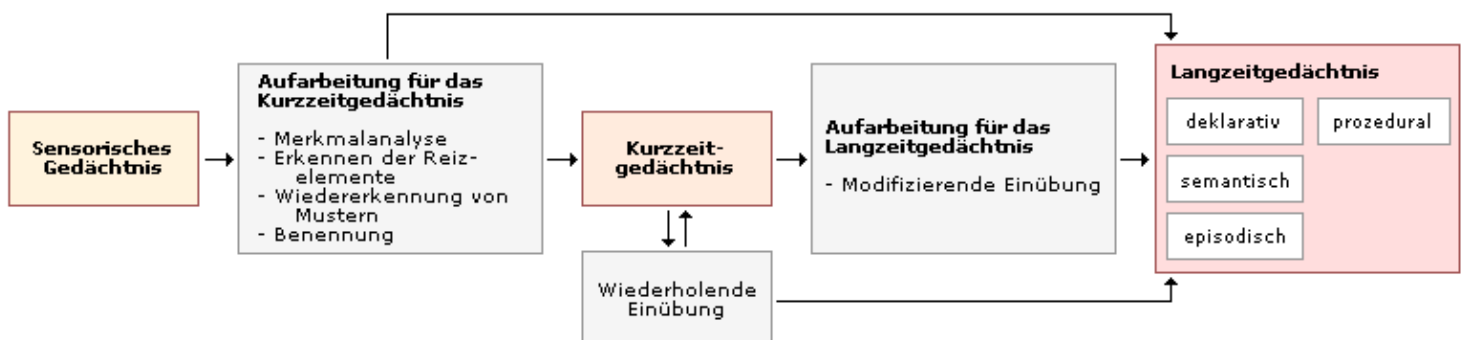 Sensorisches
Gedächtnis
Aufarbeitung für das
Kurzzeitgedächtnis
- Merkmalanalyse
- Erkennen der Reiz-
elemente
- Wiedererkennung von
Mustern
- Benennung
Kurzzeit-
gedächtnis
Wiederholende
Einübung
Aufarbeitung für das
Langzeitgedächtnis
- Modifizierende Einübung
Langzeitgedächtnis
deklarativ
prozedural
semantisch
episodisch